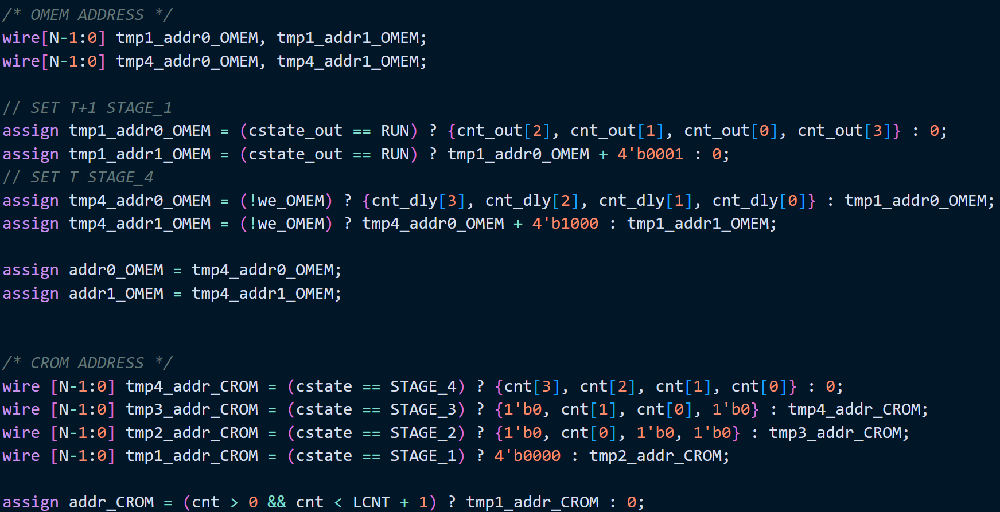 /* OMEM ADDRESS */
wire[N-1:0] tmp1_addr0_OMEM, tmp1_addr1_OMEM;
wire[N-1:0] tmp4_addr0_OMEM, tmp4_addr1_OMEM;
// SET T+1 STAGE_1
assign tmp1_addr0_OMEM = (cstate_out == RUN) ? {cnt_out[2], cnt_out[1], cnt_out[0], cnt_out[3]} : 0;
assign tmp1_addr1_OMEM = (cstate_out == RUN) ? tmp1_addr0_OMEM + 4'b0001 : 0;
// SET T STAGE_4
assign tmp4_addr0_OMEM = (!we_OMEM) ? {cnt_dly[3], cnt_dly[2], cnt_dly[1], cnt_dly[0]} : tmp1_addr0_OMEM;
assign tmp4_addr1_OMEM = (!we_OMEM) ? tmp4_addr0_OMEM + 4'b1000 : tmp1_addr1_OMEM;
assign addr0_OMEM = tmp4_addr0_OMEM;
assign addr1_OMEM = tmp4_addr1_OMEM;
/* CROM ADDRESS */
wire [N-1:0] tmp4_addr_CROM = (cstate == STAGE_4) ? {cnt[3], cnt[2], cnt[1], cnt[0]} : 0;
wire [N-1:0] tmp3_addr_CROM = (cstate == STAGE_3) ? {1'b0, cnt[1], cnt[0], 1'b0} : tmp4_addr_CROM;
wire [N-1:0] tmp2_addr_CROM = (cstate == STAGE_2) ? {1'b0, cnt[0], 1'b0, 1'b0} : tmp3_addr_CROM;
wire [N-1:0] tmp1_addr_CROM = (cstate == STAGE_1) ? 4'b0000 : tmp2_addr_CROM;
assign addr_CROM = (cnt > 0 && cnt < LCNT + 1) ? tmp1_addr_CROM : 0;